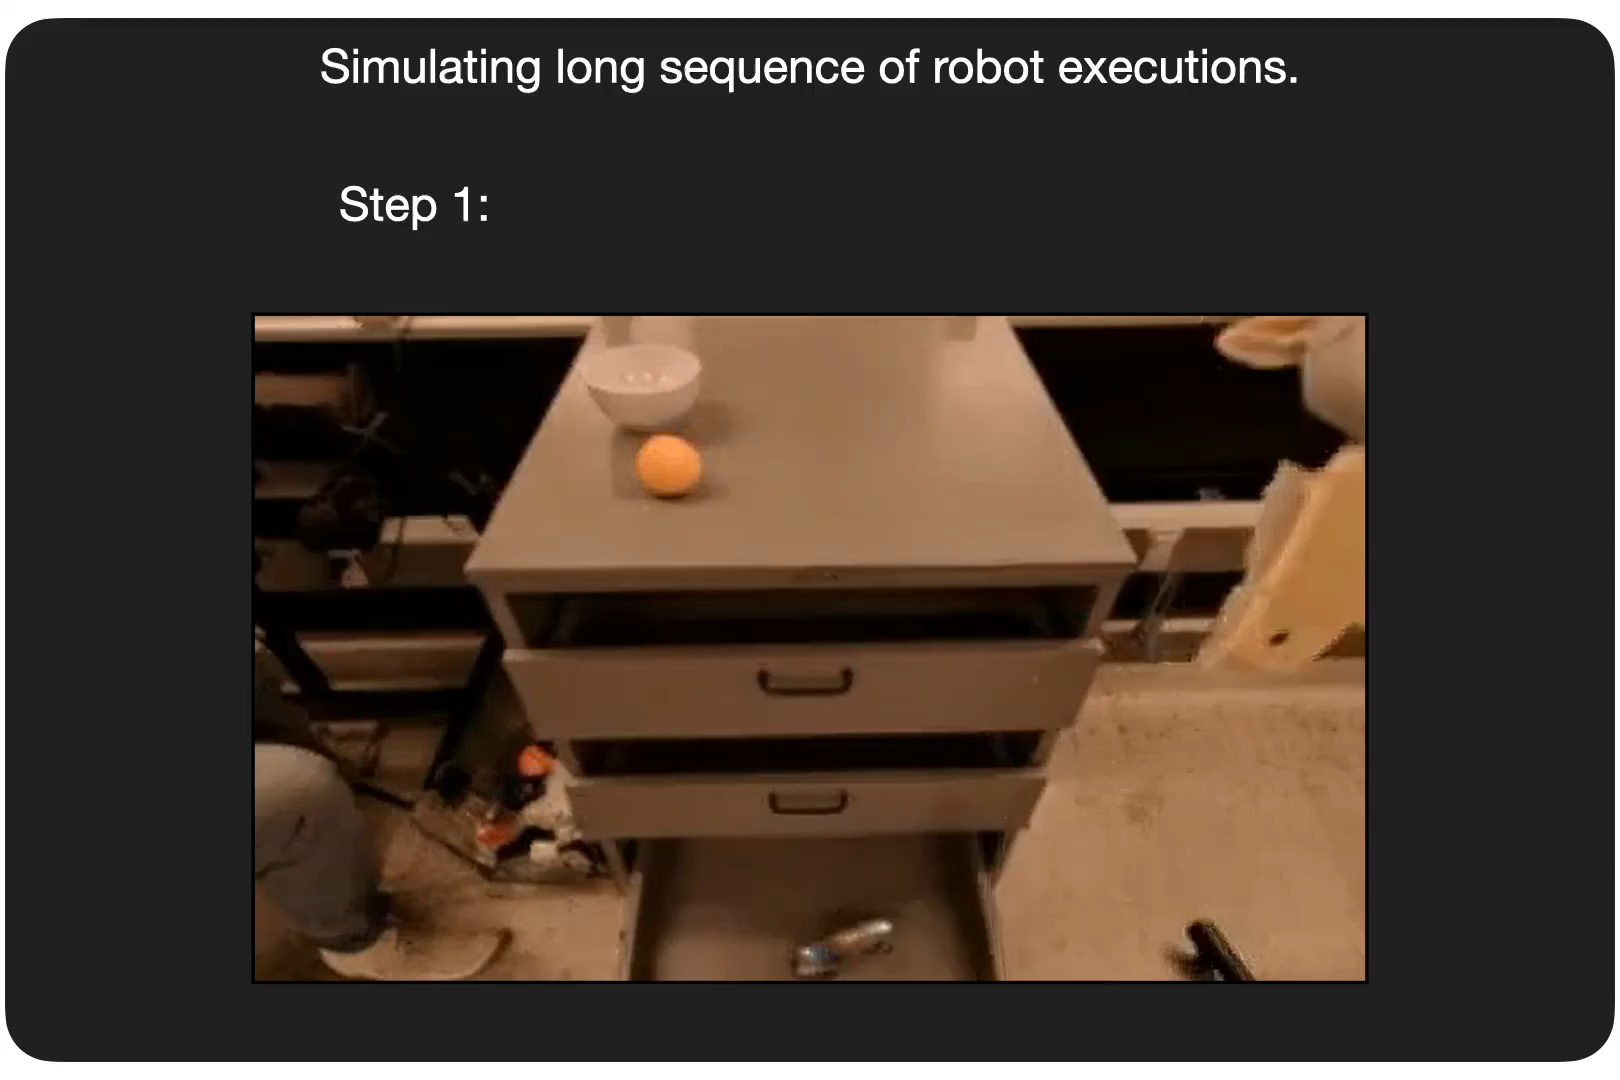 Simulating long sequence of robot executions.
Step 1: